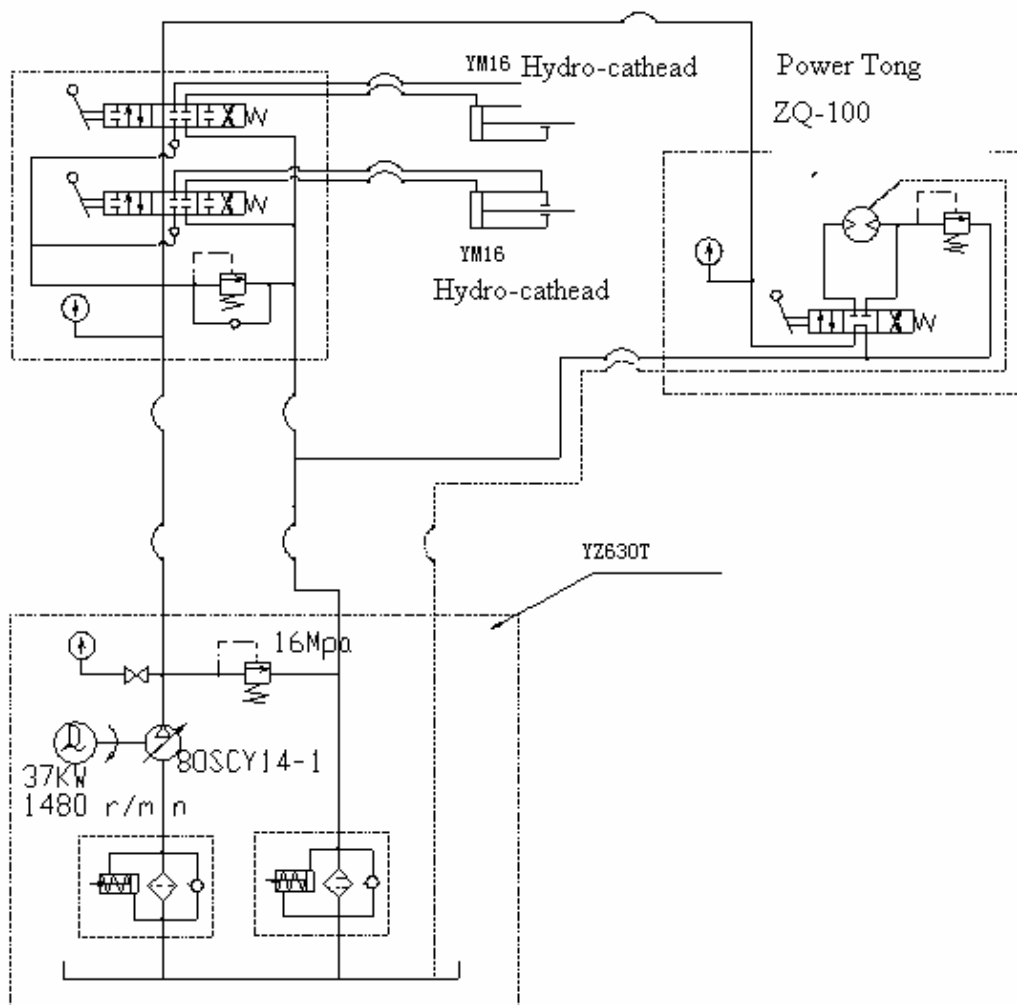 YM16 Hydro-cathead
Power Tong
ZQ-100
YM16
Hydro-cathead
YZ630T
16Mpa
80SCY14-1
37KW
1480 r/m n